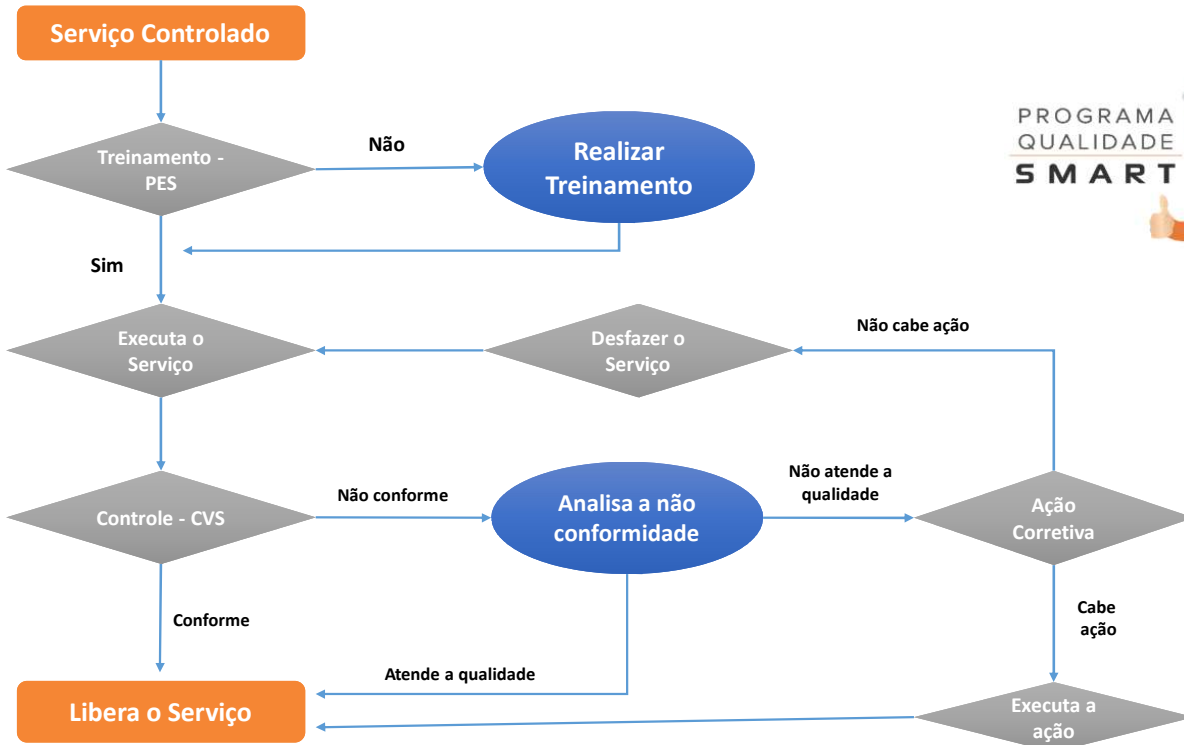 Serviço Controlado
PROGRAMA
QUALIDADE
SMART
Treinamento -
PES
Não
Realizar
Treinamento
Sim
Executa o
Serviço
Desfazer o
Serviço
Não cabe ação
Controle - CVS
Não conforme
Analisa a não
conformidade
Não atende a
qualidade
Ação
Corretiva
Conforme
Atende a qualidade
Cabe
ação
Libera o Serviço
Executa a
ação